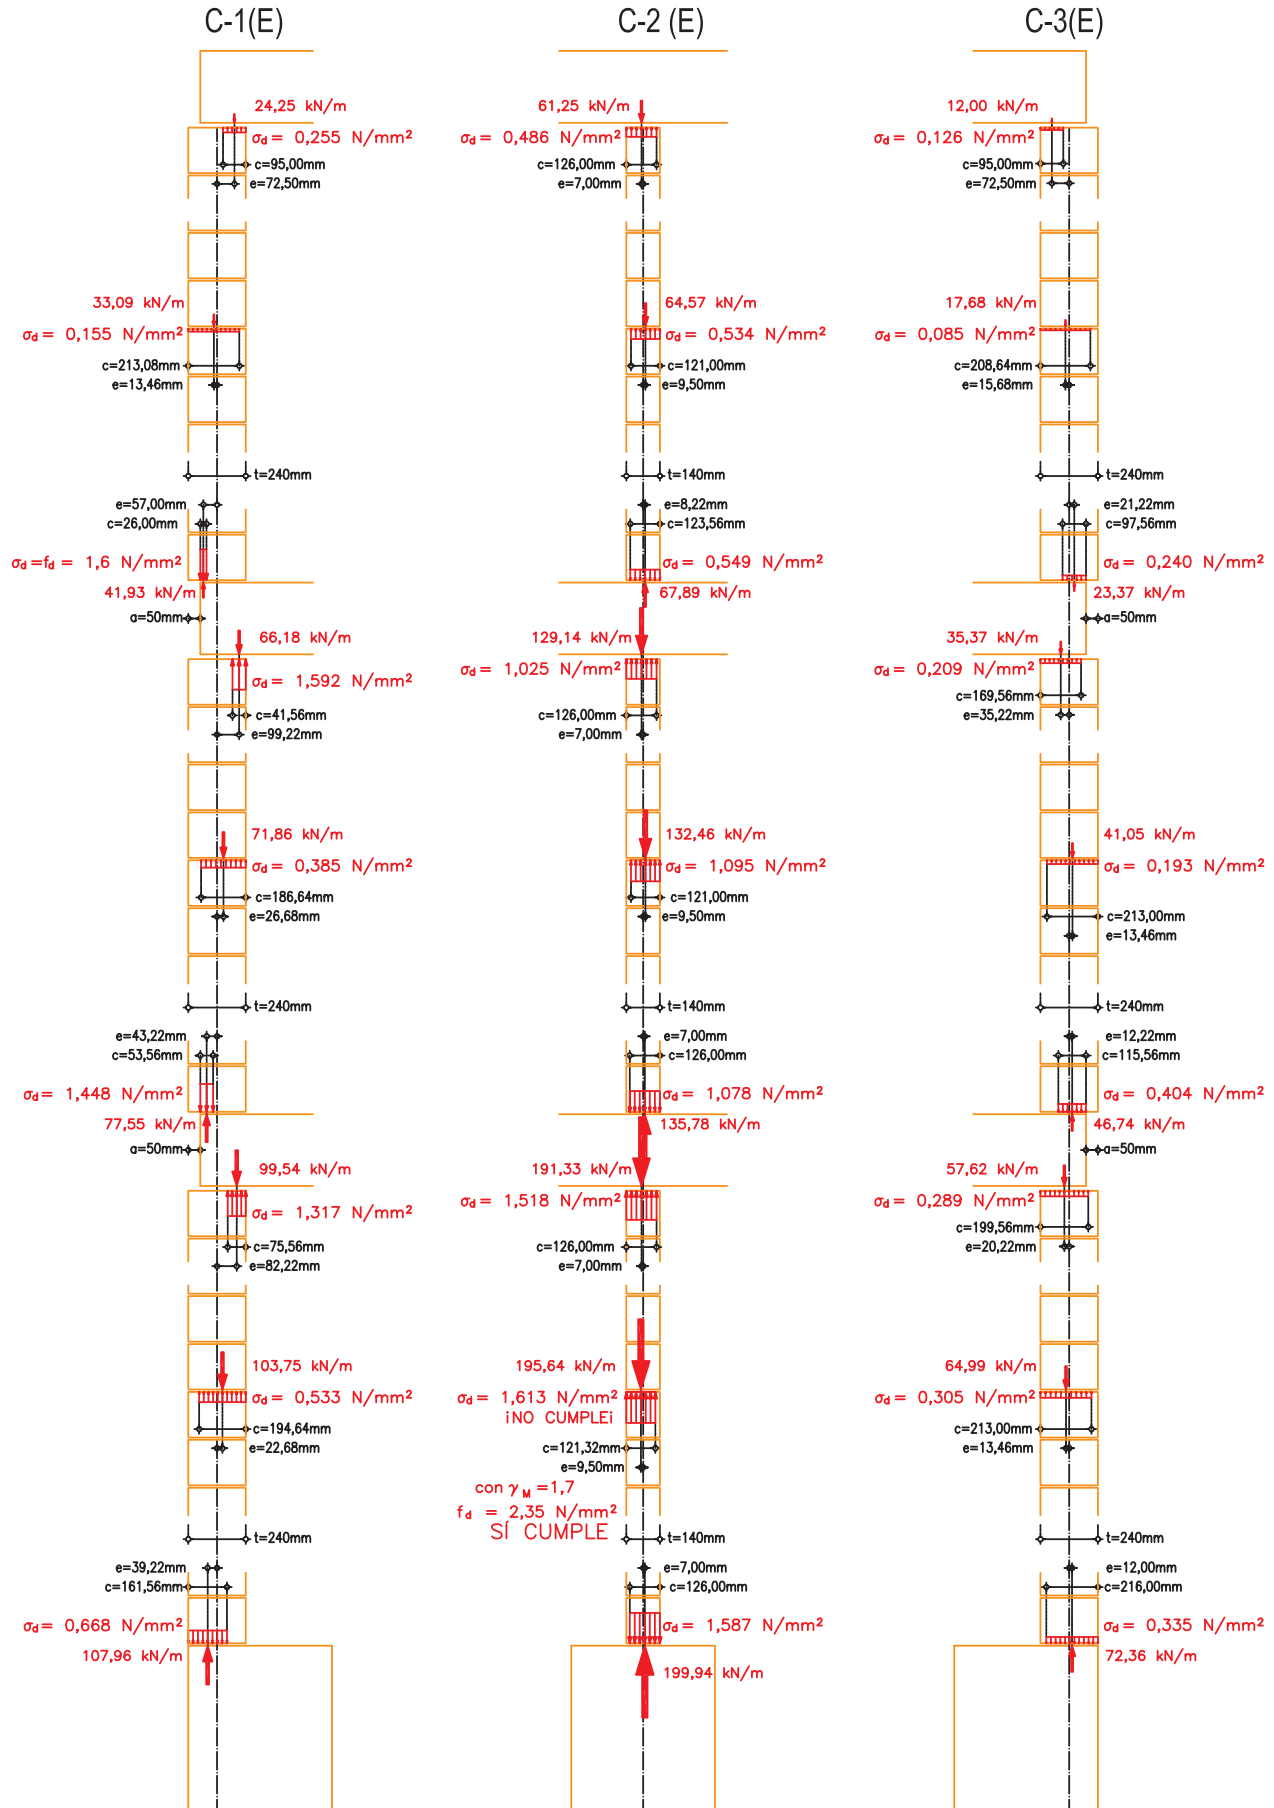 C-1(E)
C-2 (E)
C-3(E)
24,25 kN/m
σd = 0,255 N/mm²
c=95,00mm
e=72,50mm
33,09 kN/m
σd = 0,155 N/mm²
c=213,08mm
e=13,46mm
t=240mm
e=57,00mm
c=26,00mm
σd=fd = 1,6 N/mm²
41,93 kN/m
a=50mm
66,18 kN/m
σd = 1,592 N/mm²
c=41,56mm
e=99,22mm
71,86 kN/m
σd = 0,385 N/mm²
c=186,64mm
e=26,68mm
t=240mm
e=43,22mm
c=53,56mm
σd = 1,448 N/mm²
77,55 kN/m
a=50mm
99,54 kN/m
σd = 1,317 N/mm²
c=75,56mm
e=82,22mm
103,75 kN/m
σd = 0,533 N/mm²
c=194,64mm
e=22,68mm
t=240mm
e=39,22mm
c=161,56mm
σd = 0,668 N/mm²
107,96 kN/m
61,25 kN/m
σd = 0,486 N/mm²
c=126,00mm
e=7,00mm
64,57 kN/m
σd = 0,534 N/mm²
c=121,00mm
e=9,50mm
t=140mm
e=8,22mm
c=123,56mm
σd = 0,549 N/mm²
67,89 kN/m
129,14 kN/m
σd = 1,025 N/mm²
c=126,00mm
e=7,00mm
132,46 kN/m
σd = 1,095 N/mm²
c=121,00mm
e=9,50mm
t=140mm
e=7,00mm
c=126,00mm
σd = 1,078 N/mm²
135,78 kN/m
191,33 kN/m
σd = 1,518 N/mm²
c=126,00mm
e=7,00mm
195,64 kN/m
σd = 1,613 N/mm²
¡NO CUMPLE¡
c=121,32mm
e=9,50mm
con γM =1,7
fd = 2,35 N/mm²
SÍ CUMPLE
t=140mm
e=7,00mm
c=126,00mm
σd = 1,587 N/mm²
199,94 kN/m
12,00 kN/m
σd = 0,126 N/mm²
c=95,00mm
e=72,50mm
17,68 kN/m
σd = 0,085 N/mm²
c=208,64mm
e=15,68mm
t=240mm
e=21,22mm
c=97,56mm
σd = 0,240 N/mm²
23,37 kN/m
a=50mm
35,37 kN/m
σd = 0,209 N/mm²
c=169,56mm
e=35,22mm
41,05 kN/m
σd = 0,193 N/mm²
c=213,00mm
e=13,46mm
t=240mm
e=12,22mm
c=115,56mm
σd = 0,404 N/mm²
46,74 kN/m
a=50mm
57,62 kN/m
σd = 0,289 N/mm²
c=199,56mm
e=20,22mm
64,99 kN/m
σd = 0,305 N/mm²
c=213,00mm
e=13,46mm
t=240mm
e=12,00mm
c=216,00mm
σd = 0,335 N/mm²
72,36 kN/m